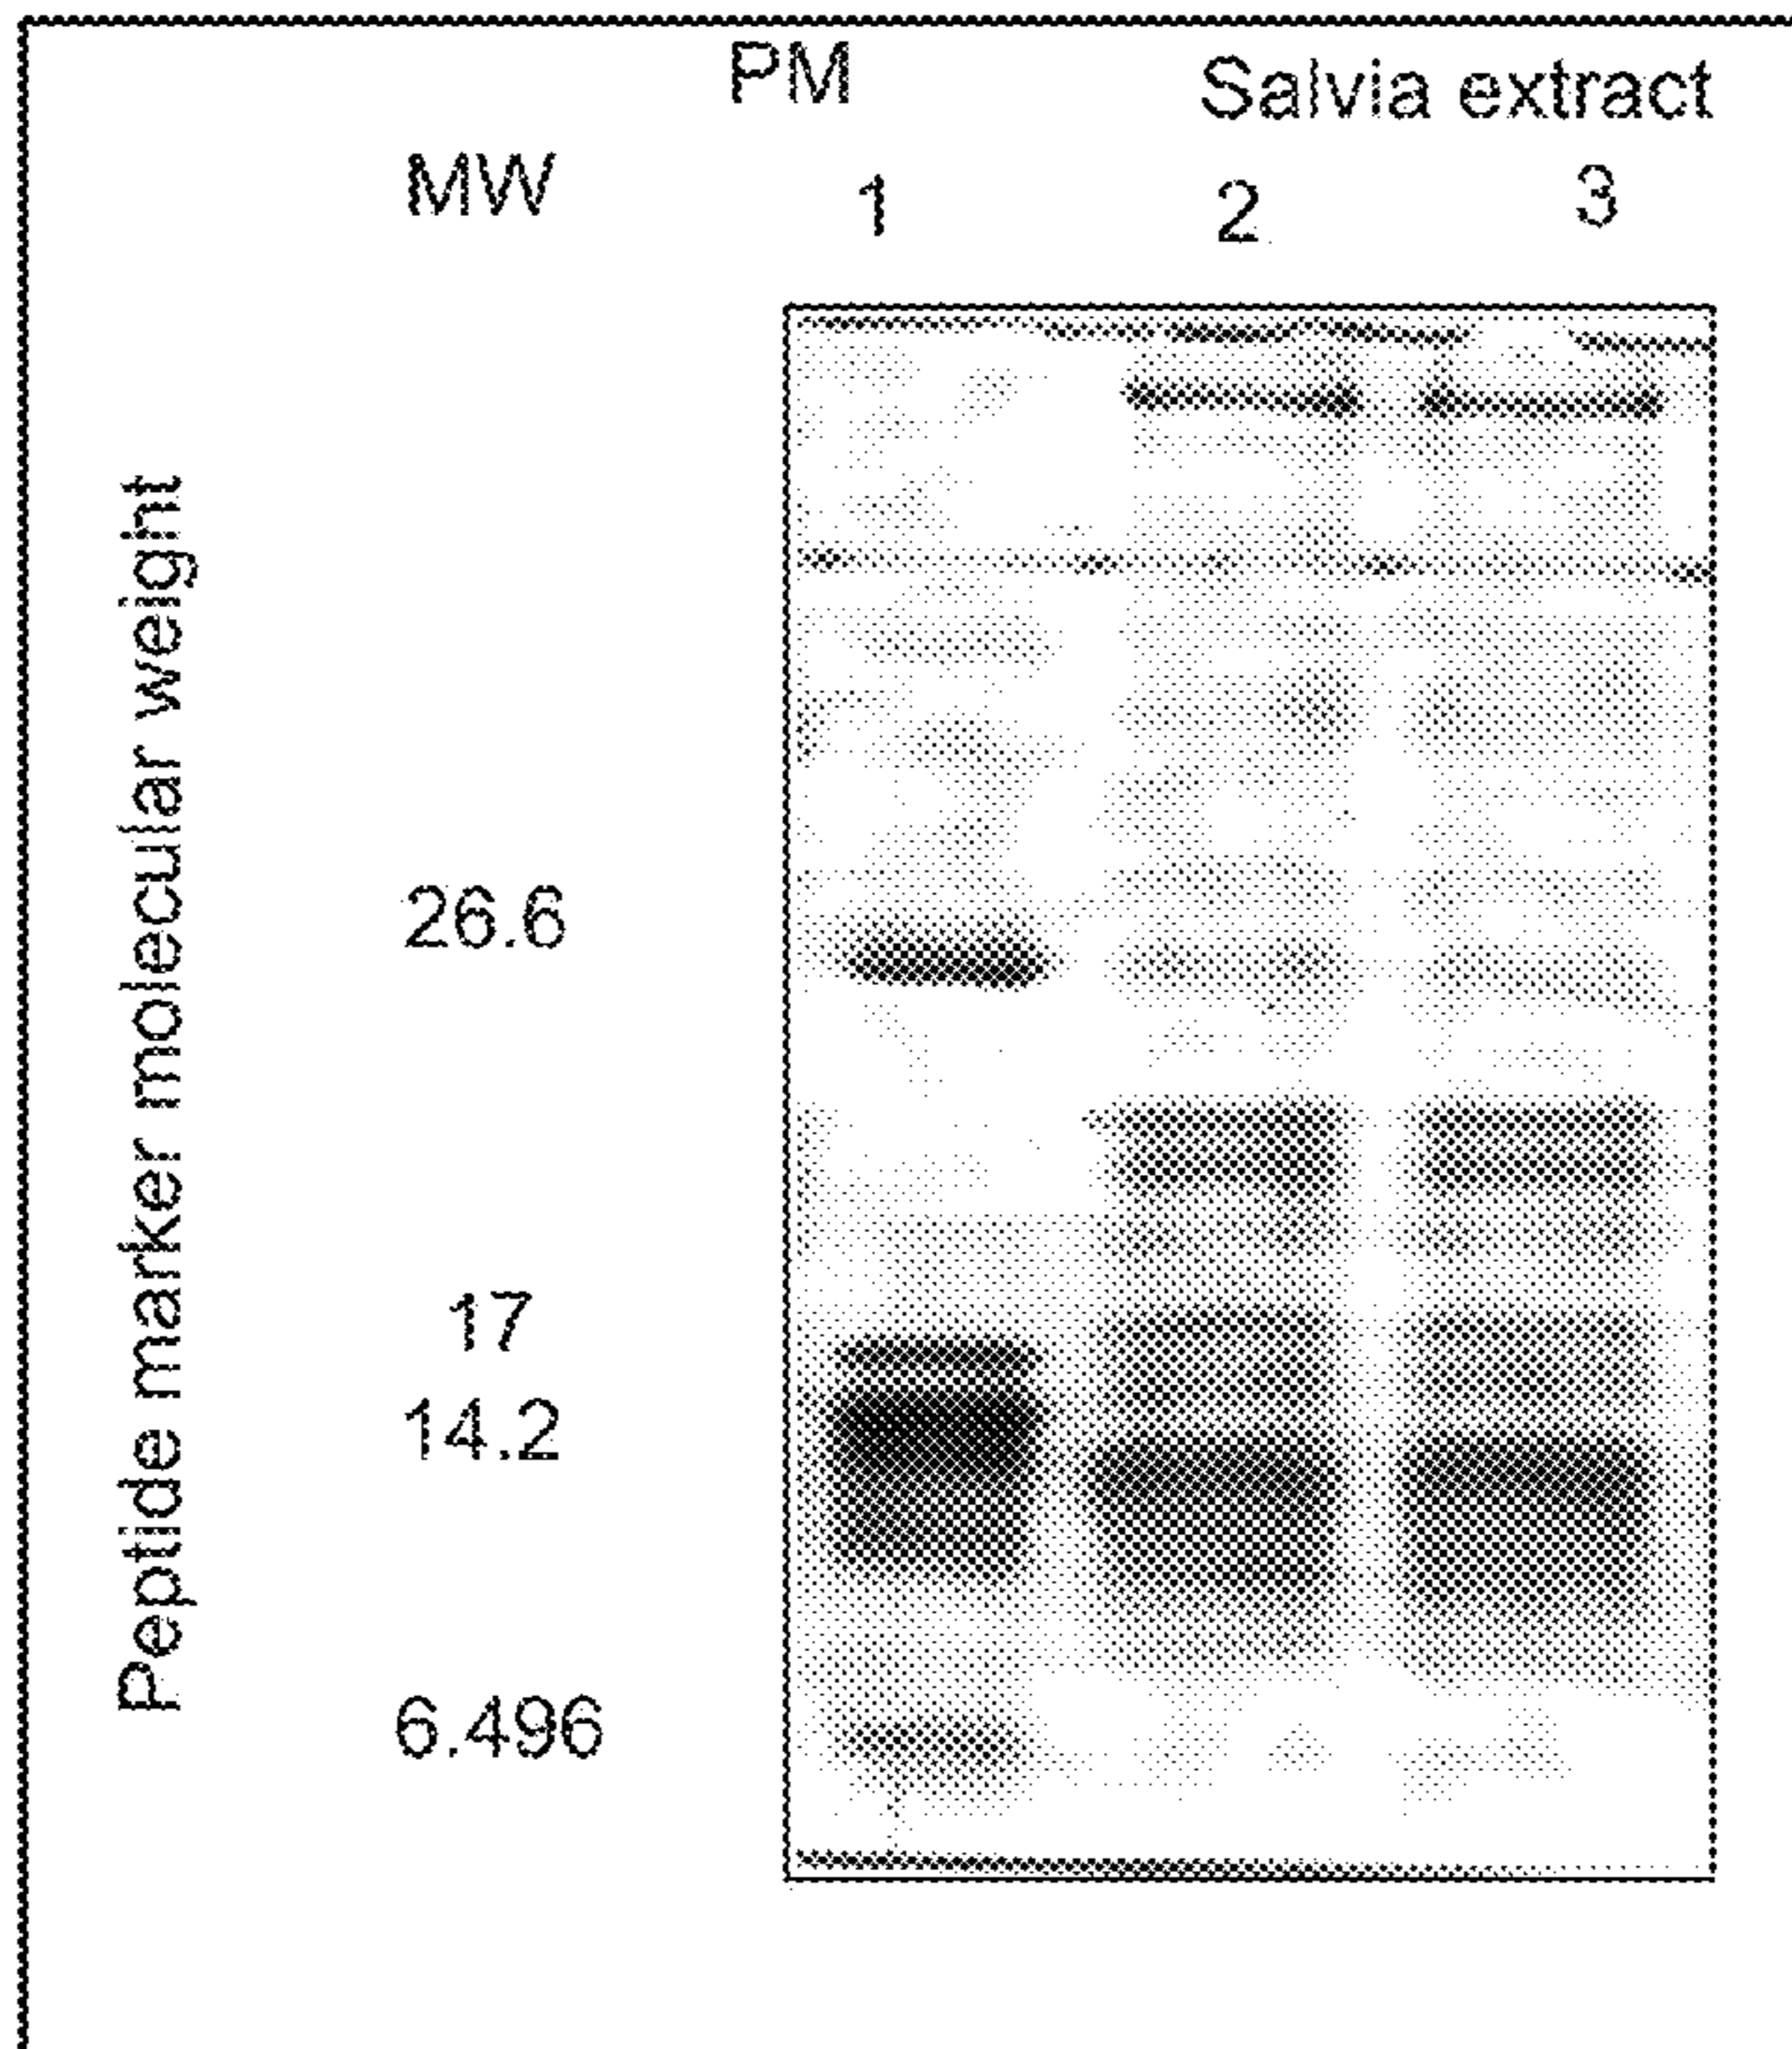 PM
Salvia extract
MW
1
2
3
Peptide marker molecular weight
26.6
17
14.2
6.496